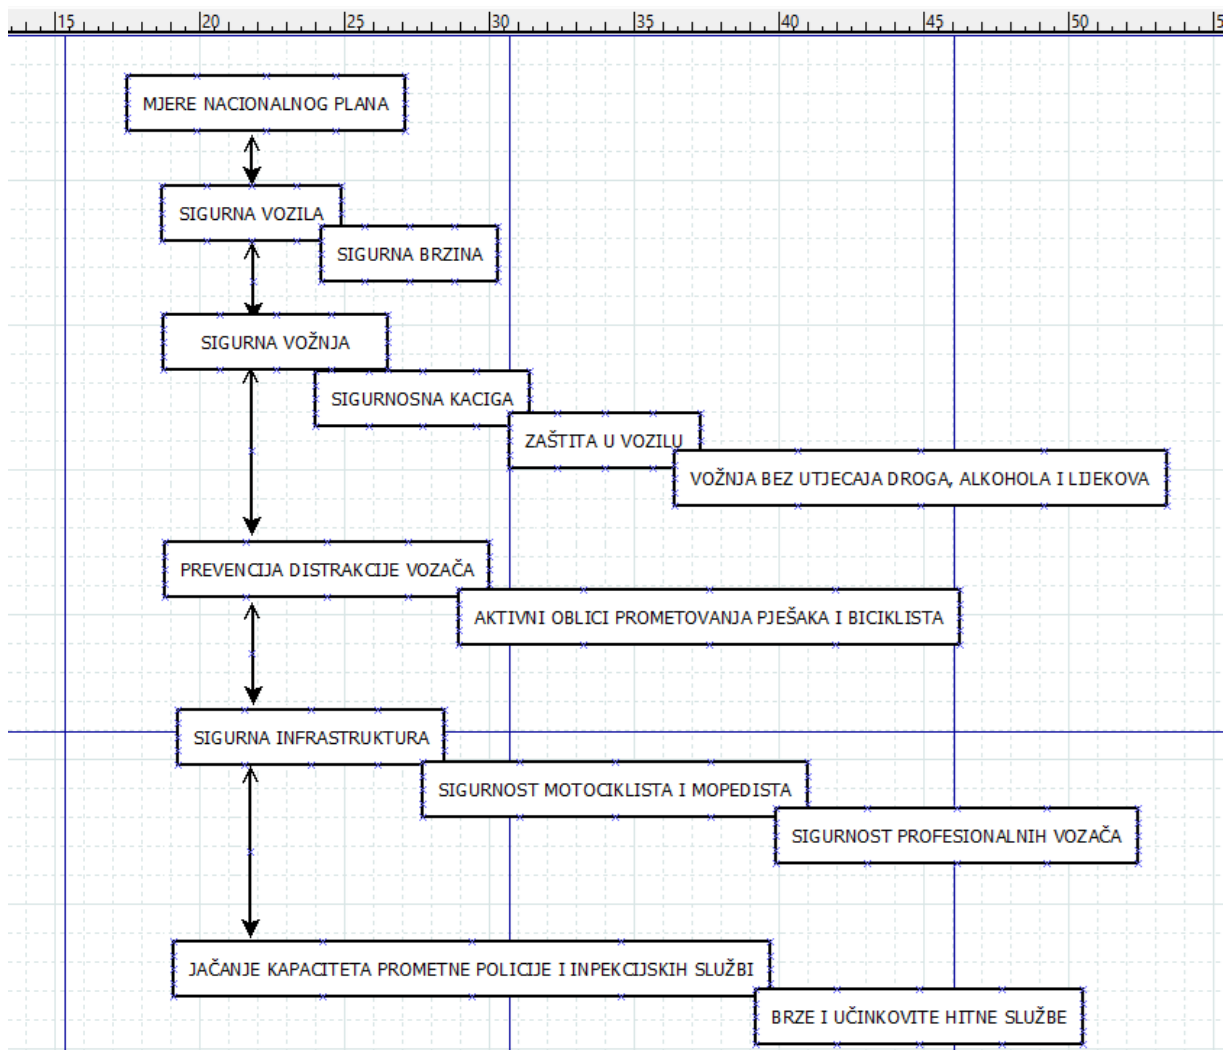 15 20 25 30 35 40 45 50 55
MJERE NACIONALNOG PLANA
SIGURNA VOZILA
SIGURNA BRZINA
SIGURNA VOŽNJA
SIGURNOSNA KACIGA
ZAŠTITA U VOZILU
VOŽNJA BEZ UTJECAJA DROGA, ALKOHOLA I LIJEKOVA
PREVENCIJA DISTRAKCIJE VOZAČA
AKTIVNI OBLICI PROMETOVANJA PJEŠAKA I BICIKLISTA
SIGURNA INFRASTRUKTURA
SIGURNOST MOTOCIKLISTA I MOPEDISTA
SIGURNOST PROFESIONALNIH VOZAČA
JAČANJE KAPACITETA PROMETNE POLICIJE I INPEKCIJSKIH SLUŽBI
BRZE I UČINKOVITE HITNE SLUŽBE